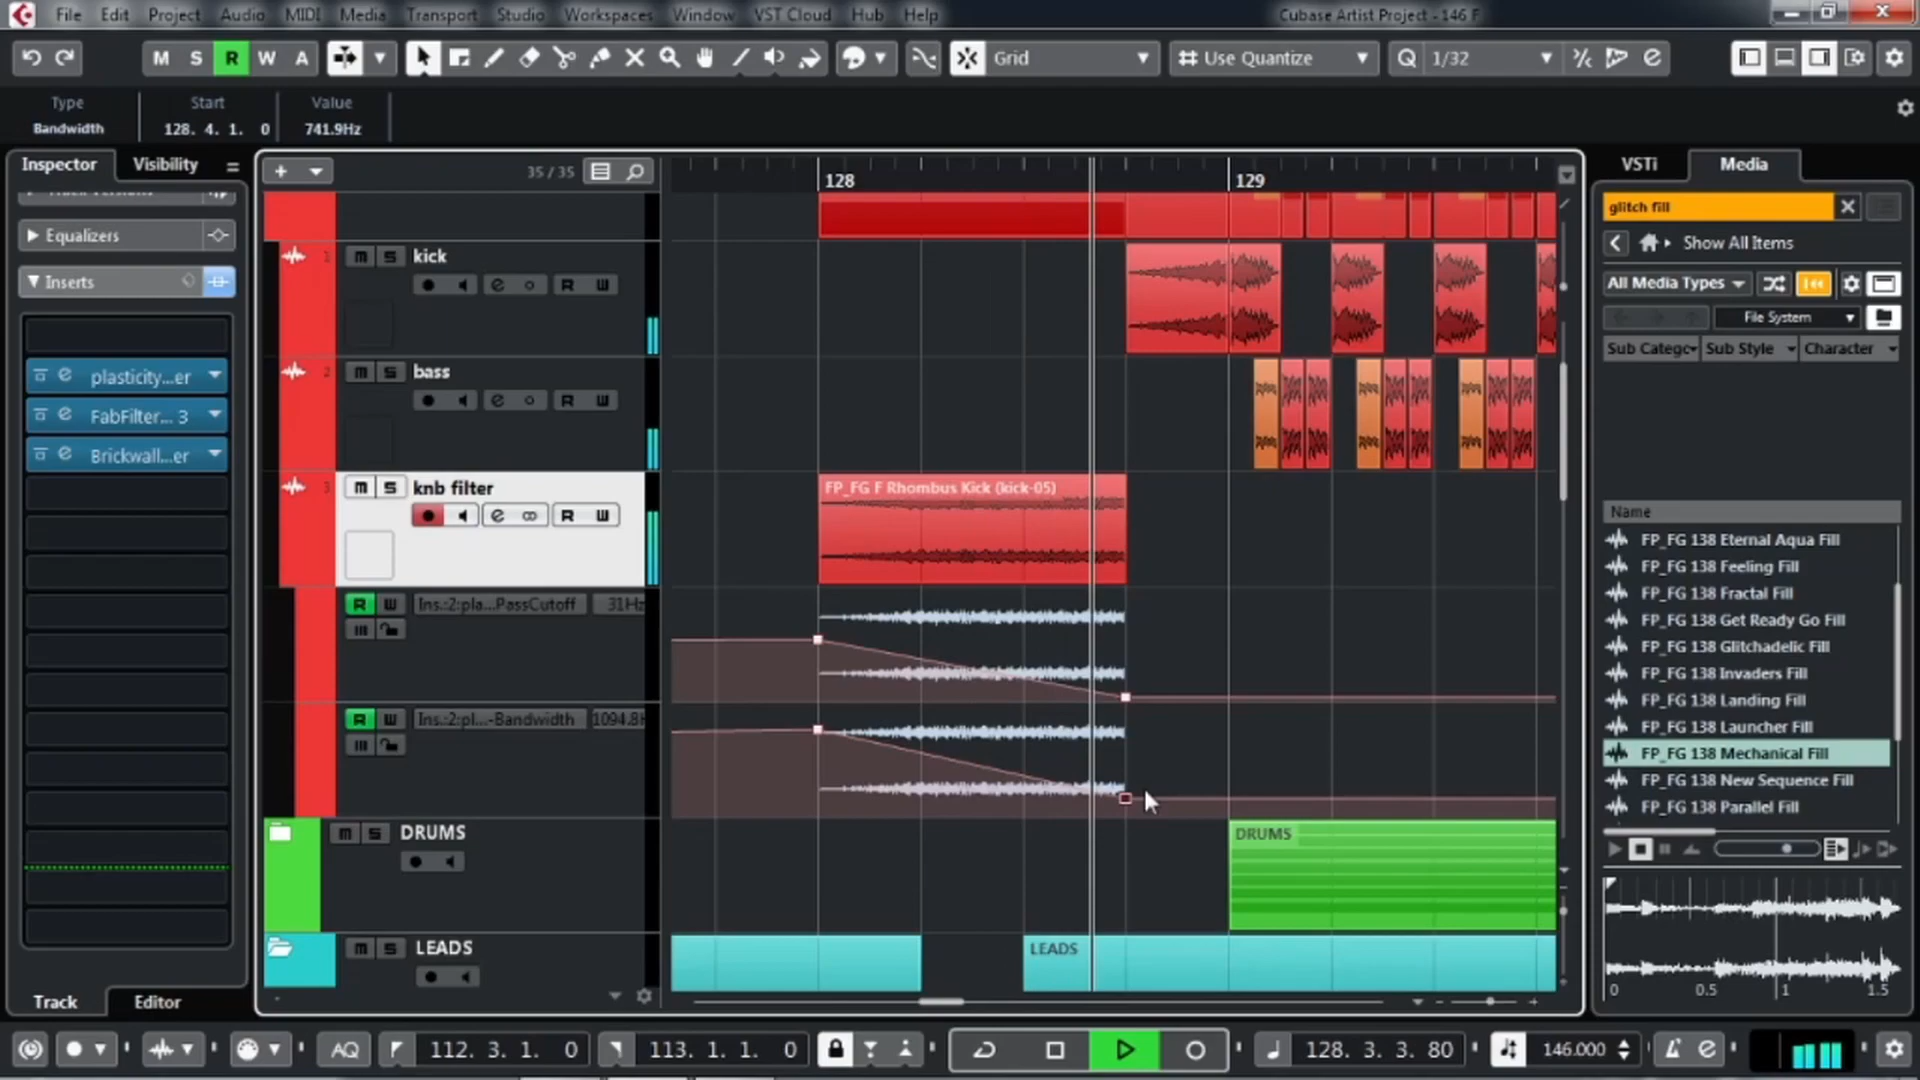 File Edit Project Audio MIDI Media Transport Studio Workspaces Window VST Cloud Hub Help
Cubase Artist Project - 146 F
M S R W A
Grid
Use Quantize
Q 1/32
Type Start Value
Bandwidth 128. 4. 1. 0 741.9Hz
Inspector Visibility
Equalizers
Inserts
plasticity...er
FabFilter... 3
Brickwall...er
Track Editor
35 / 35
128 129
1 m S kick
R W
2 m S bass
R W
3 m S knb filter
R W
FP_FG F Rhombus Kick (kick-05)
R W Ins.:2:pla...PassCutoff 31Hz
R W Ins.:2:pl...-Bandwidth 1094.8H
m S DRUMS
DRUMS
m S LEADS
LEADS
VSTi Media
glitch fill
Show All Items
All Media Types
File System
Sub Categc Sub Style Character
Name
FP_FG 138 Eternal Aqua Fill
FP_FG 138 Feeling Fill
FP_FG 138 Fractal Fill
FP_FG 138 Get Ready Go Fill
FP_FG 138 Glitchadelic Fill
FP_FG 138 Invaders Fill
FP_FG 138 Landing Fill
FP_FG 138 Launcher Fill
FP_FG 138 Mechanical Fill
FP_FG 138 New Sequence Fill
FP_FG 138 Parallel Fill
0 0.5 1 1.5
AQ 112. 3. 1. 0 113. 1. 1. 0 128. 3. 3. 80 146.000